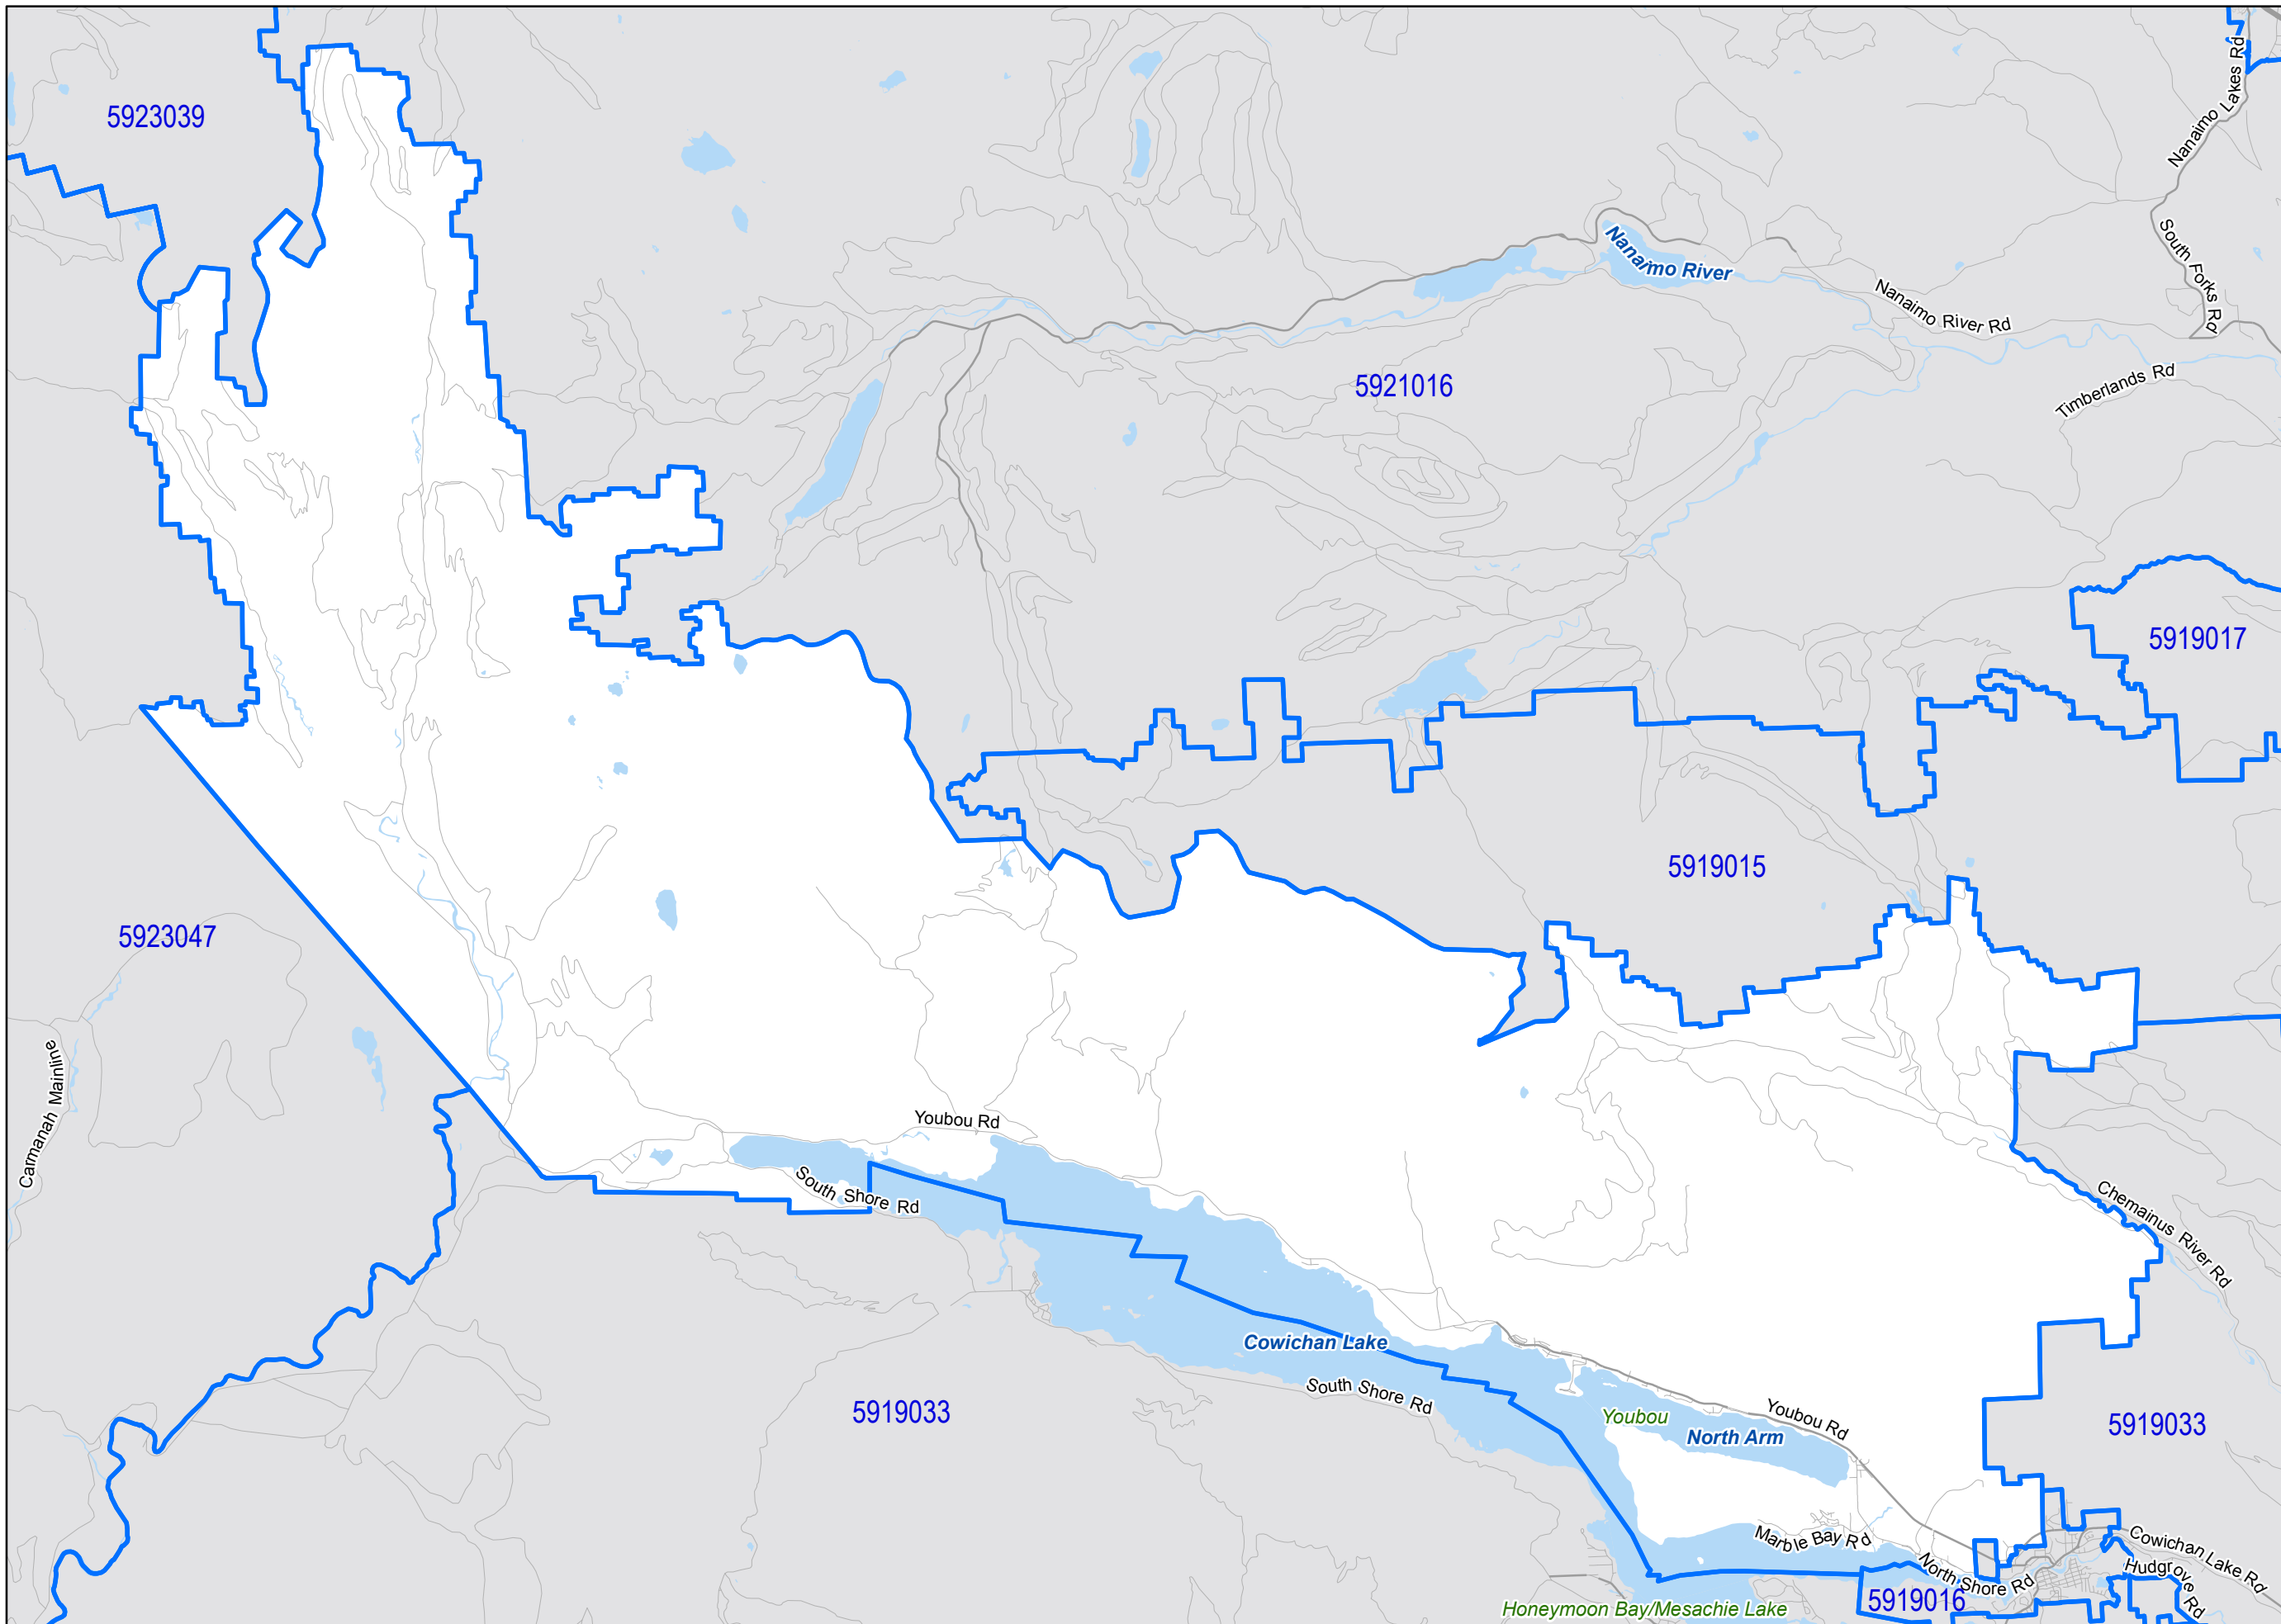 5923039
Nanaimo Lakes Rd
South Forks Rd
Nanaimo River
Nanaimo River Rd
5921016
Timberlands Rd
5919017
5919015
5923047
Carmanah Mainline
Youbou Rd
South Shore Rd
Chemainus River Rd
Cowichan Lake
South Shore Rd
5919033
Youbou
North Arm
Youbou Rd
5919033
Marble Bay Rd
North Shore Rd
Cowichan Lake Rd
Hudgrove Rd
5919016
Honeymoon Bay/Mesachie Lake